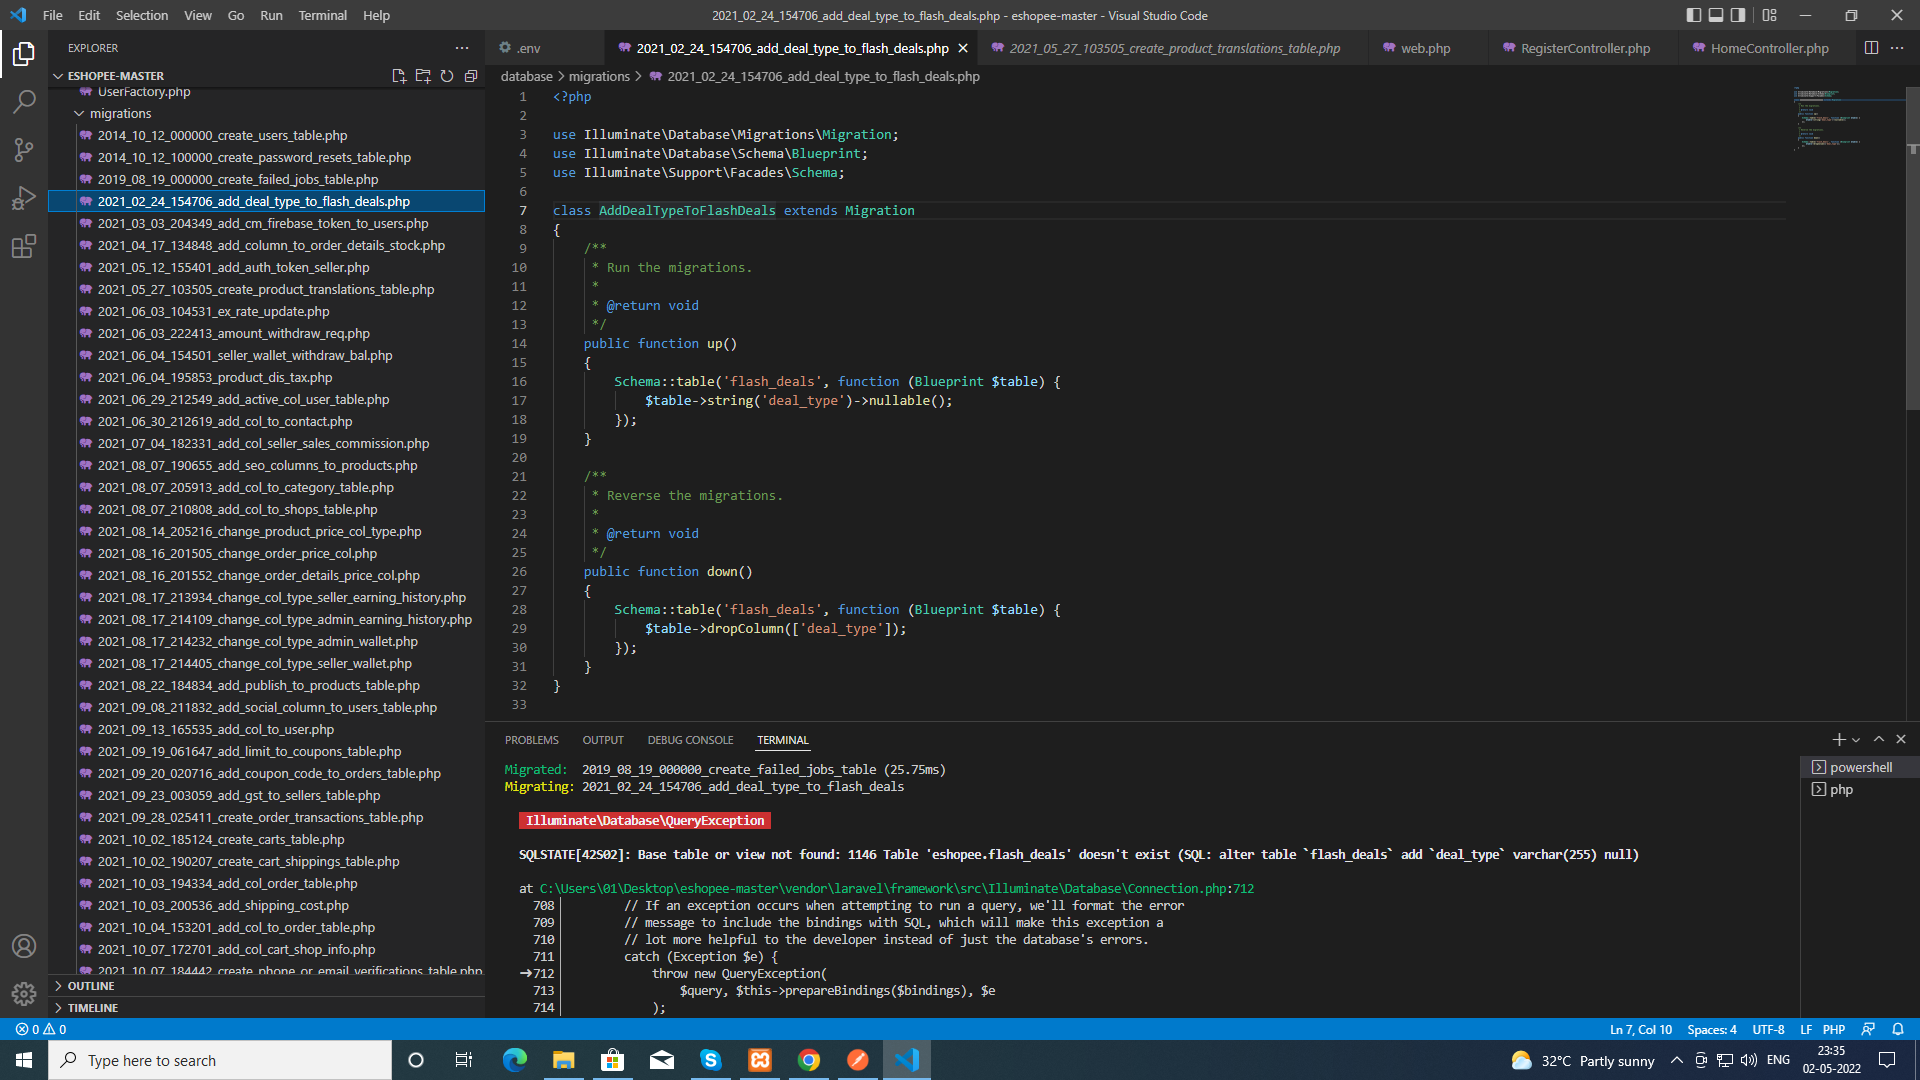 File Edit Selection View Go Run Terminal Help
2021_02_24_154706_add_deal_type_to_flash_deals.php - eshopee-master - Visual Studio Code
EXPLORER
ESHOPEE-MASTER
UserFactory.php
migrations
2014_10_12_000000_create_users_table.php
2014_10_12_100000_create_password_resets_table.php
2019_08_19_000000_create_failed_jobs_table.php
2021_02_24_154706_add_deal_type_to_flash_deals.php
2021_03_03_204349_add_cm_firebase_token_to_users.php
2021_04_17_134848_add_column_to_order_details_stock.php
2021_05_12_155401_add_auth_token_seller.php
2021_05_27_103505_create_product_translations_table.php
2021_06_03_104531_ex_rate_update.php
2021_06_03_222413_amount_withdraw_req.php
2021_06_04_154501_seller_wallet_withdraw_bal.php
2021_06_04_195853_product_dis_tax.php
2021_06_29_212549_add_active_col_user_table.php
2021_06_30_212619_add_col_to_contact.php
2021_07_04_182331_add_col_seller_sales_commission.php
2021_08_07_190655_add_seo_columns_to_products.php
2021_08_07_205913_add_col_to_category_table.php
2021_08_07_210808_add_col_to_shops_table.php
2021_08_14_205216_change_product_price_col_type.php
2021_08_16_201505_change_order_price_col.php
2021_08_16_201552_change_order_details_price_col.php
2021_08_17_213934_change_col_type_seller_earning_history.php
2021_08_17_214109_change_col_type_admin_earning_history.php
2021_08_17_214232_change_col_type_admin_wallet.php
2021_08_17_214405_change_col_type_seller_wallet.php
2021_08_22_184834_add_publish_to_products_table.php
2021_09_08_211832_add_social_column_to_users_table.php
2021_09_13_165535_add_col_to_user.php
2021_09_19_061647_add_limit_to_coupons_table.php
2021_09_20_020716_add_coupon_code_to_orders_table.php
2021_09_23_003059_add_gst_to_sellers_table.php
2021_09_28_025411_create_order_transactions_table.php
2021_10_02_185124_create_carts_table.php
2021_10_02_190207_create_cart_shippings_table.php
2021_10_03_194334_add_col_order_table.php
2021_10_03_200536_add_shipping_cost.php
2021_10_04_153201_add_col_to_order_table.php
2021_10_07_172701_add_col_cart_shop_info.php
2021_10_07_184442_create_phone_or_email_verifications_table.php
OUTLINE
TIMELINE
.env
2021_02_24_154706_add_deal_type_to_flash_deals.php
2021_05_27_103505_create_product_translations_table.php
web.php
RegisterController.php
HomeController.php
database > migrations > 2021_02_24_154706_add_deal_type_to_flash_deals.php
1 <?php
2
3 use Illuminate\Database\Migrations\Migration;
4 use Illuminate\Database\Schema\Blueprint;
5 use Illuminate\Support\Facades\Schema;
6
7 class AddDealTypeToFlashDeals extends Migration
8 {
9 /**
10 * Run the migrations.
11 *
12 * @return void
13 */
14 public function up()
15 {
16 Schema::table('flash_deals', function (Blueprint $table) {
17 $table->string('deal_type')->nullable();
18 });
19 }
20
21 /**
22 * Reverse the migrations.
23 *
24 * @return void
25 */
26 public function down()
27 {
28 Schema::table('flash_deals', function (Blueprint $table) {
29 $table->dropColumn(['deal_type']);
30 });
31 }
32 }
33
PROBLEMS OUTPUT DEBUG CONSOLE TERMINAL
Migrated: 2019_08_19_000000_create_failed_jobs_table (25.75ms)
Migrating: 2021_02_24_154706_add_deal_type_to_flash_deals
Illuminate\Database\QueryException
SQLSTATE[42S02]: Base table or view not found: 1146 Table 'eshopee.flash_deals' doesn't exist (SQL: alter table `flash_deals` add `deal_type` varchar(255) null)
at C:\Users\01\Desktop\eshopee-master\vendor\laravel\framework\src\Illuminate\Database\Connection.php:712
708 // If an exception occurs when attempting to run a query, we'll format the error
709 // message to include the bindings with SQL, which will make this exception a
710 // lot more helpful to the developer instead of just the database's errors.
711 catch (Exception $e) {
➔712 throw new QueryException(
713 $query, $this->prepareBindings($bindings), $e
714 );
powershell
php
0 0
Ln 7, Col 10 Spaces: 4 UTF-8 LF PHP
Type here to search
32°C Partly sunny
ENG
23:35
02-05-2022